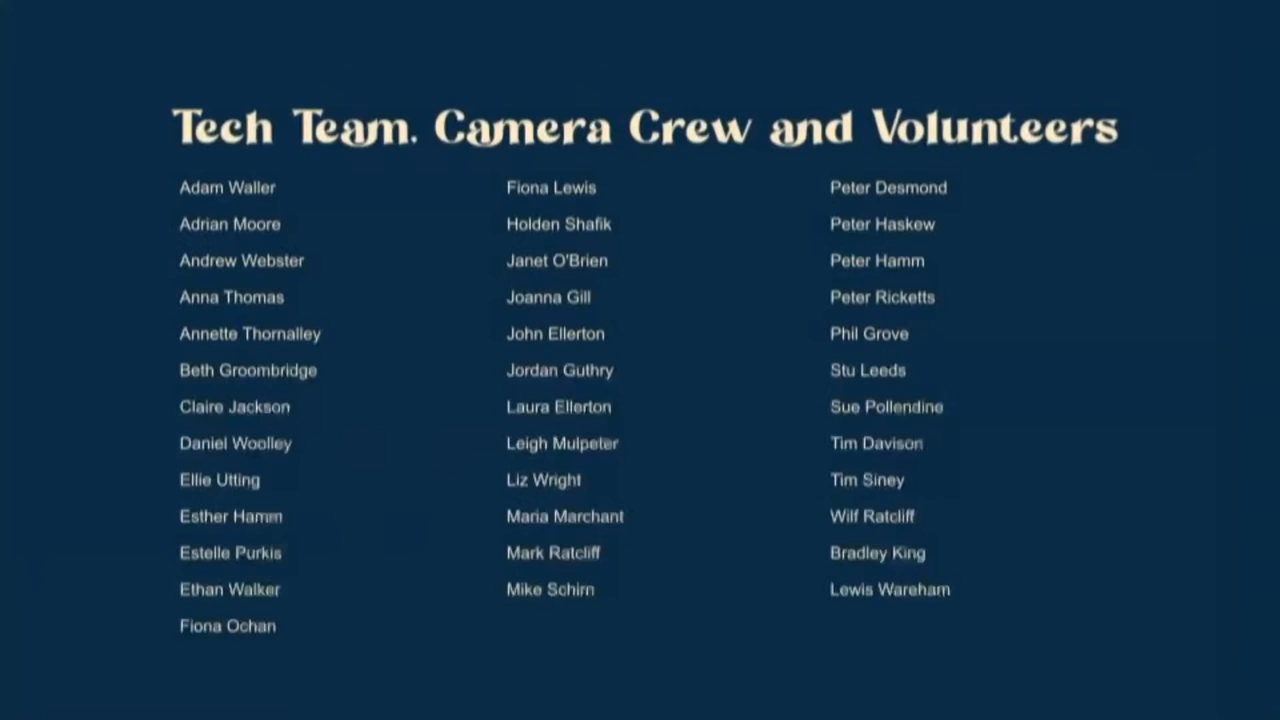 Tech Team. Camera Crew and Volunteers
Adam Waller
Adrian Moore
Andrew Webster
Anna Thomas
Annette Thornalley
Beth Groombridge
Claire Jackson
Daniel Woolley
Ellie Utting
Esther Hamm
Estelle Purkis
Ethan Walker
Fiona Ochan
Fiona Lewis
Holden Shafik
Janet O'Brien
Joanna Gill
John Ellerton
Jordan Guthry
Laura Ellerton
Leigh Mulpeter
Liz Wright
Maria Marchant
Mark Ratcliff
Mike Schirn
Peter Desmond
Peter Haskew
Peter Hamm
Peter Ricketts
Phil Grove
Stu Leeds
Sue Pollendine
Tim Davison
Tim Siney
Wilf Ratcliff
Bradley King
Lewis Wareham